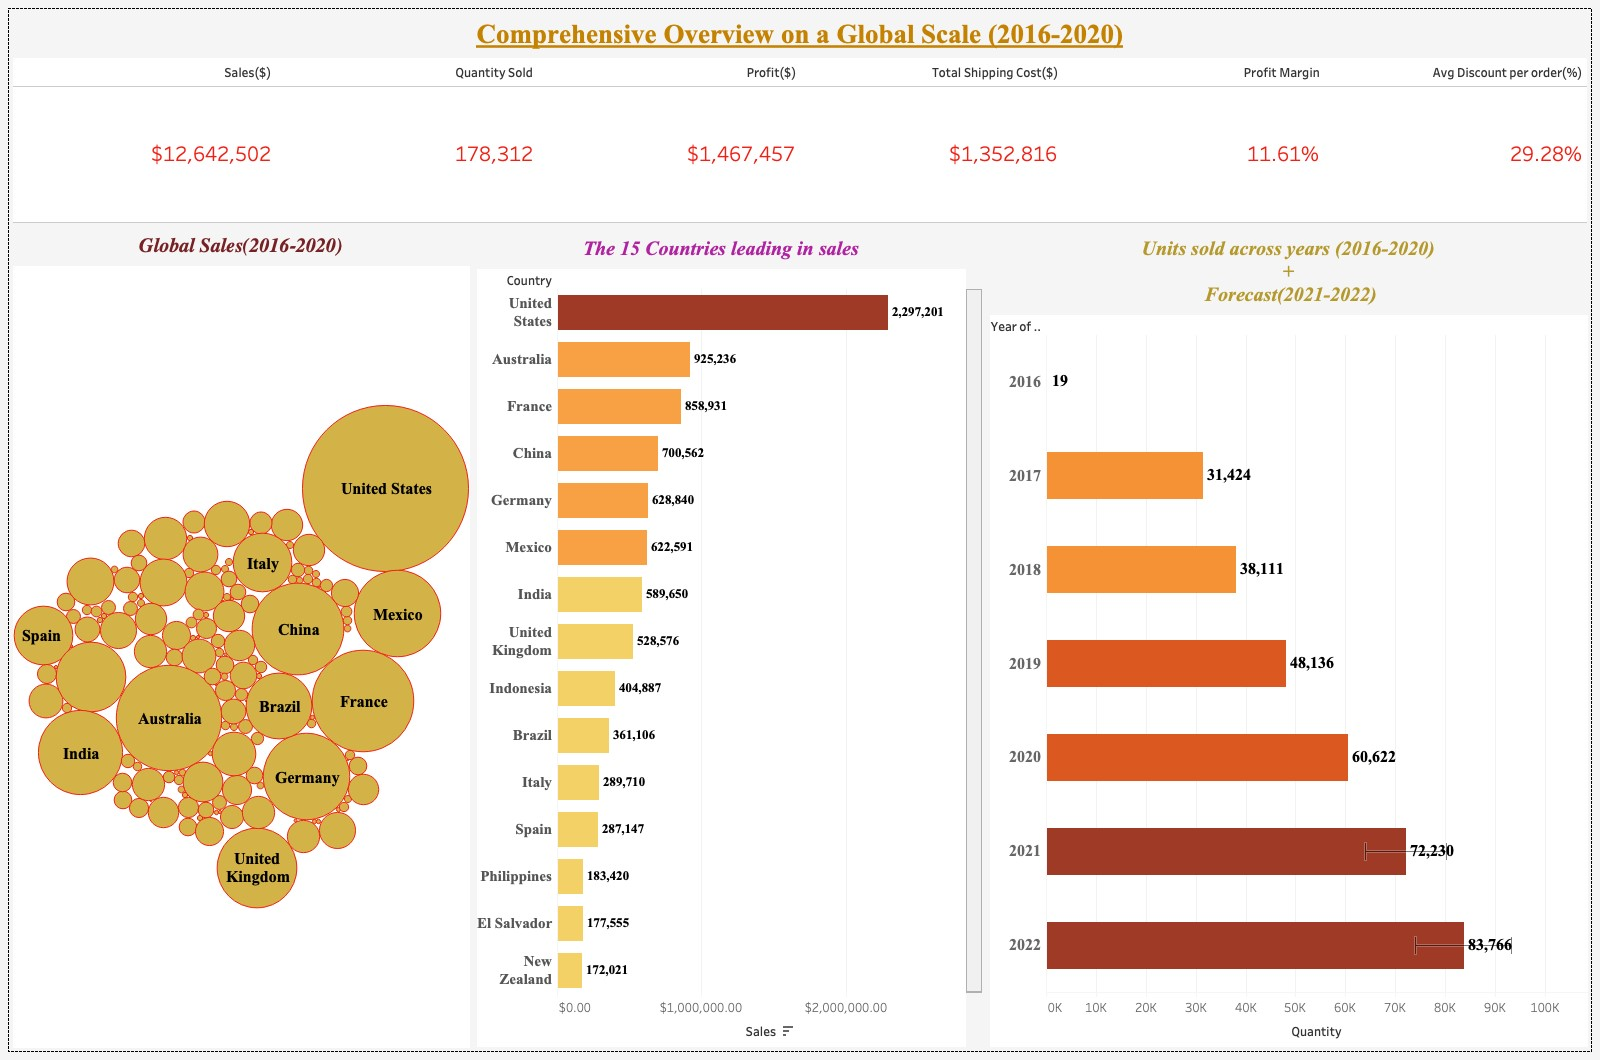 Comprehensive Overview on a Global Scale (2016-2020)
Sales($)
Quantity Sold
Profit($)
Total Shipping Cost($)
Profit Margin
Avg Discount per order(%)
$12,642,502
178,312
$1,467,457
$1,352,816
11.61%
29.28%
Global Sales(2016-2020)
United States
Italy
Mexico
China
Spain
Australia
Brazil
France
India
Germany
United
Kingdom
The 15 Countries leading in sales
Country
United
States
2,297,201
Australia
925,236
France
858,931
China
700,562
Germany
628,840
Mexico
622,591
India
589,650
United
Kingdom
528,576
Indonesia
404,887
Brazil
361,106
Italy
289,710
Spain
287,147
Philippines
183,420
El Salvador
177,555
New
Zealand
172,021
$0.00
$1,000,000.00
$2,000,000.00
Sales
Units sold across years (2016-2020)
+
Forecast(2021-2022)
Year of ..
2016
19
2017
31,424
2018
38,111
2019
48,136
2020
60,622
2021
72,230
2022
83,766
0K
10K
20K
30K
40K
50K
60K
70K
80K
90K
100K
Quantity